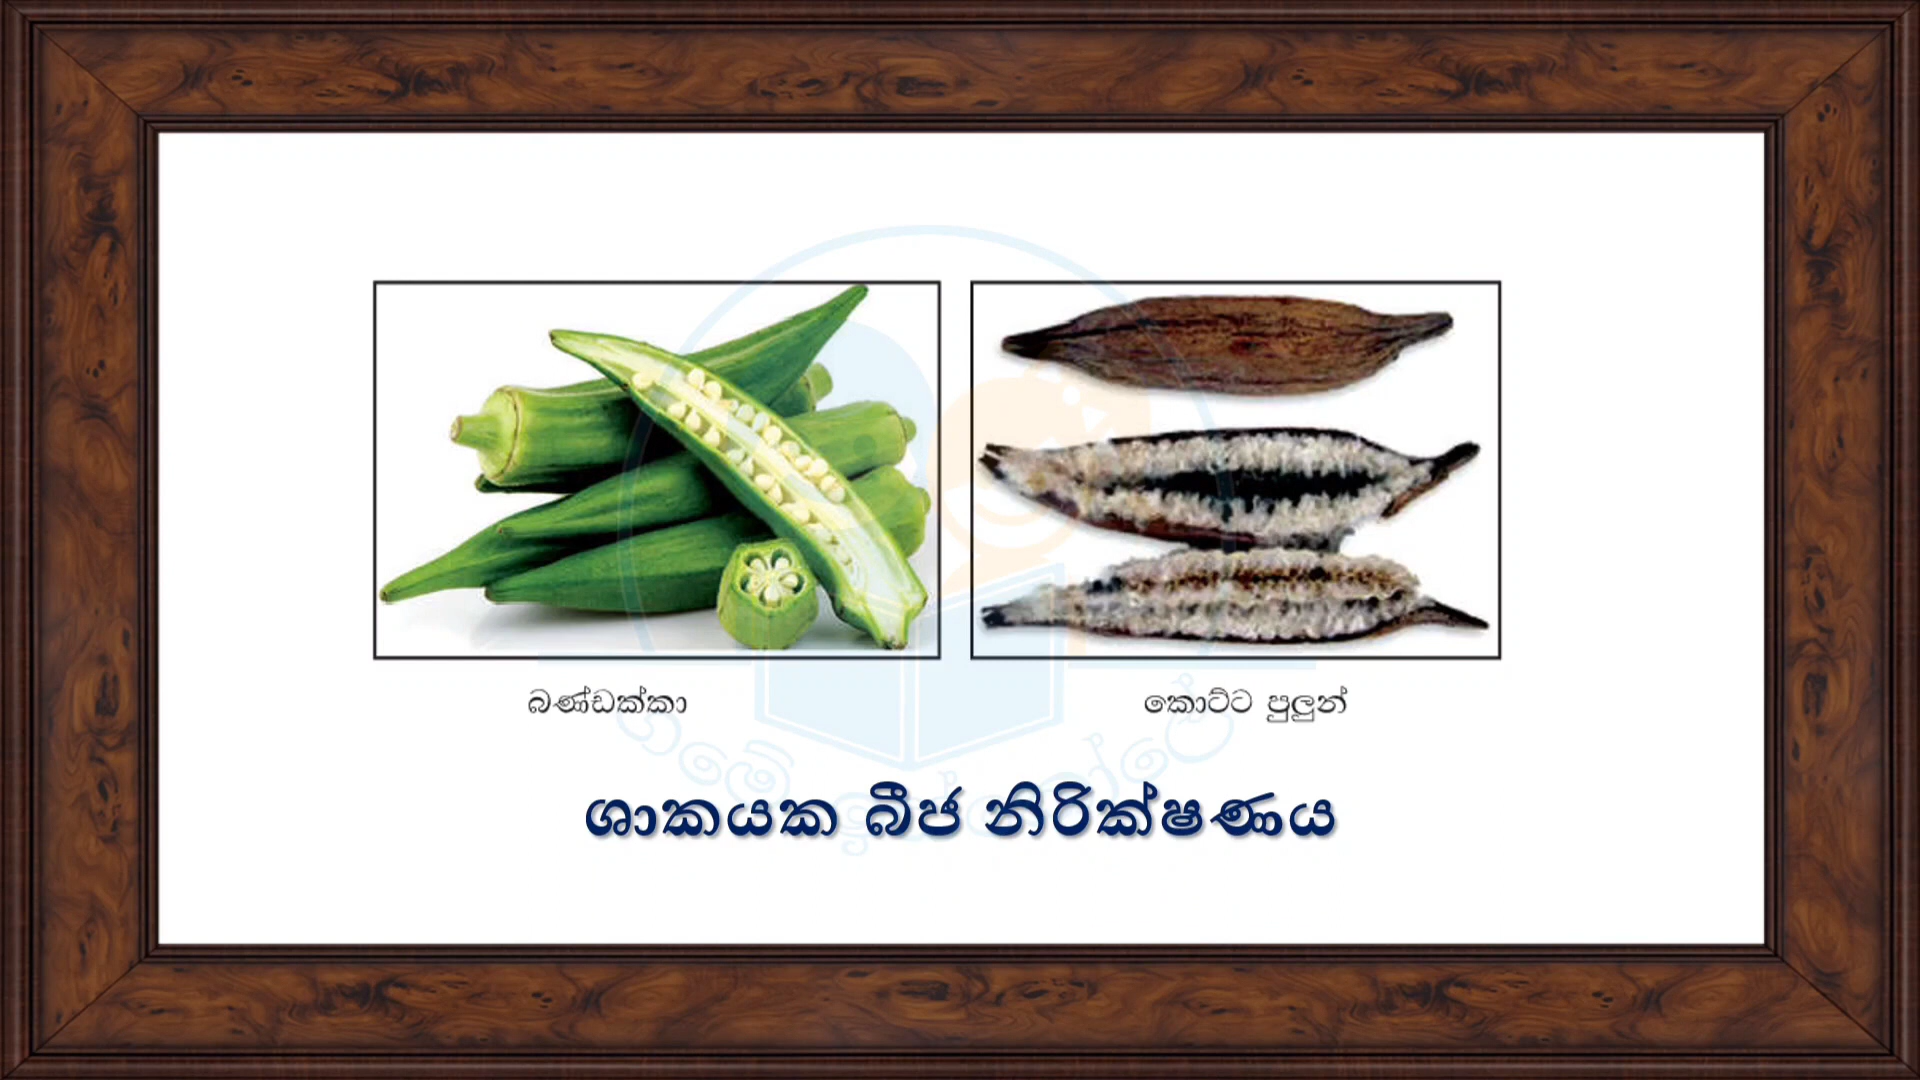 බණ්ඩක්කා
කොට්ට පුලුන්
ශාකයක බීජ නිරික්ෂණය